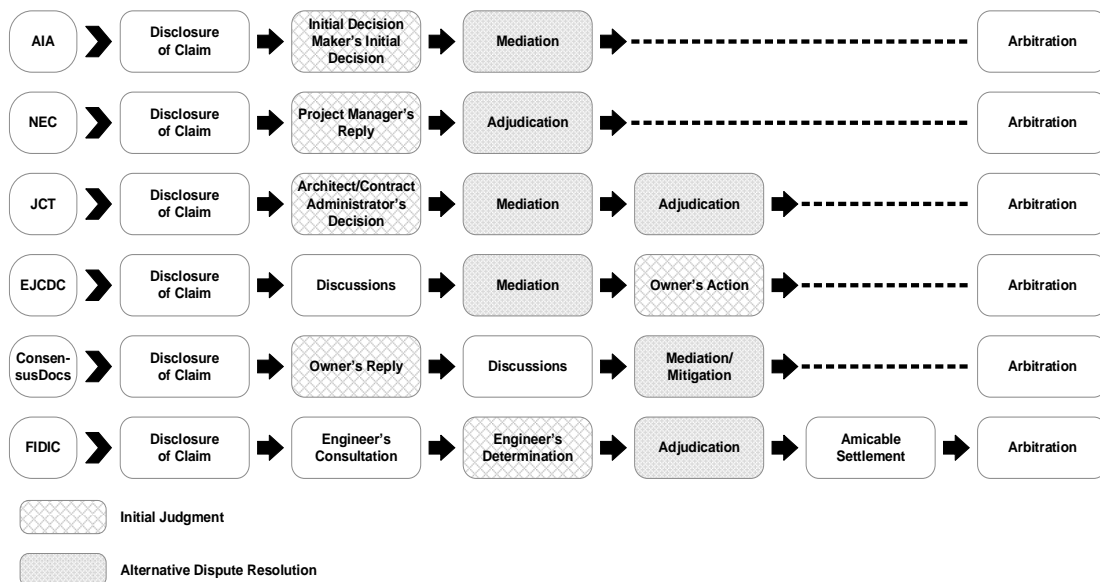 AIA
Disclosure
of Claim
Initial Decision
Maker's Initial
Decision
Mediation
Arbitration
NEC
Disclosure
of Claim
Project Manager's
Reply
Adjudication
Arbitration
JCT
Disclosure
of Claim
Architect/Contract
Administrator's
Decision
Mediation
Adjudication
Arbitration
EJCDC
Disclosure
of Claim
Discussions
Mediation
Owner's Action
Arbitration
Consen-
susDocs
Disclosure
of Claim
Owner's Reply
Discussions
Mediation/
Mitigation
Arbitration
FIDIC
Disclosure
of Claim
Engineer's
Consultation
Engineer's
Determination
Adjudication
Amicable
Settlement
Arbitration
Initial Judgment
Alternative Dispute Resolution